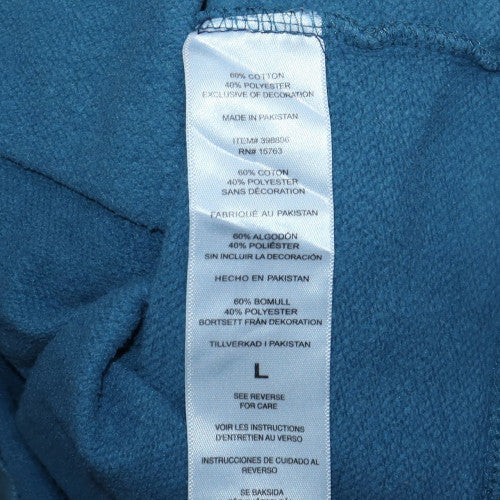 60% COTTON
40% POLYESTER
EXCLUSIVE OF DECORATION
MADE IN PAKISTAN
ITEM# 398806
RN# 16763
60% COTON
40% POLYESTER
SANS DÉCORATION
FABRIQUÉ AU PAKISTAN
60% ALGODÓN
40% POLIÉSTER
SIN INCLUIR LA DECORACIÓN
HECHO EN PAKISTAN
60% BOMULL
40% POLYESTER
BORTSETT FRÅN DEKORATION
TILLVERKAD I PAKISTAN
L
SEE REVERSE
FOR CARE
VOIR LES INSTRUCTIONS
D'ENTRETIEN AU VERSO
INSTRUCCIONES DE CUIDADO AL
REVERSO
SE BAKSIDA